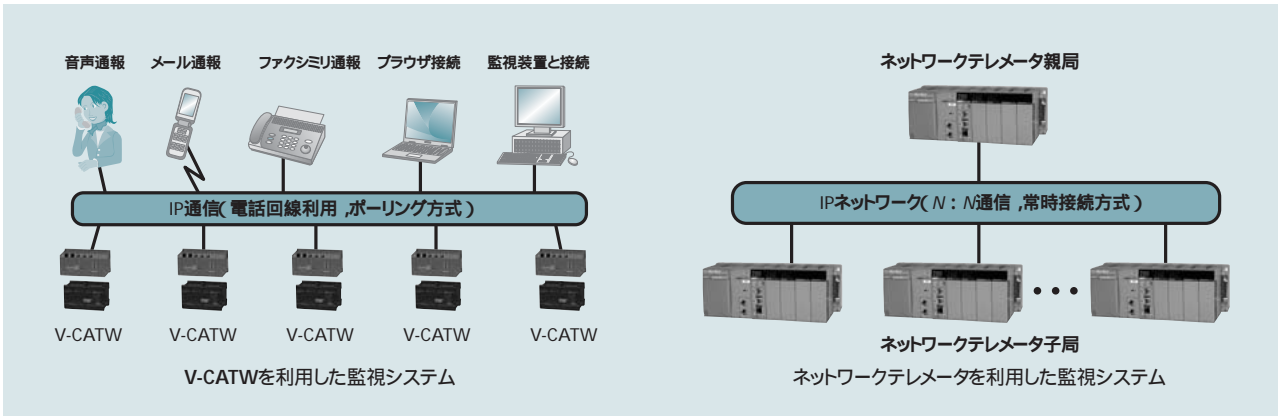 音声通報
メール通報
ファクシミリ通報
ブラウザ接続
監視装置と接続
IP通信(電話回線利用,ポーリング方式)
V-CATW
V-CATW
V-CATW
V-CATW
V-CATW
V-CATWを利用した監視システム
ネットワークテレメータ親局
IPネットワーク(N:N通信,常時接続方式)
ネットワークテレメータ子局
ネットワークテレメータを利用した監視システム